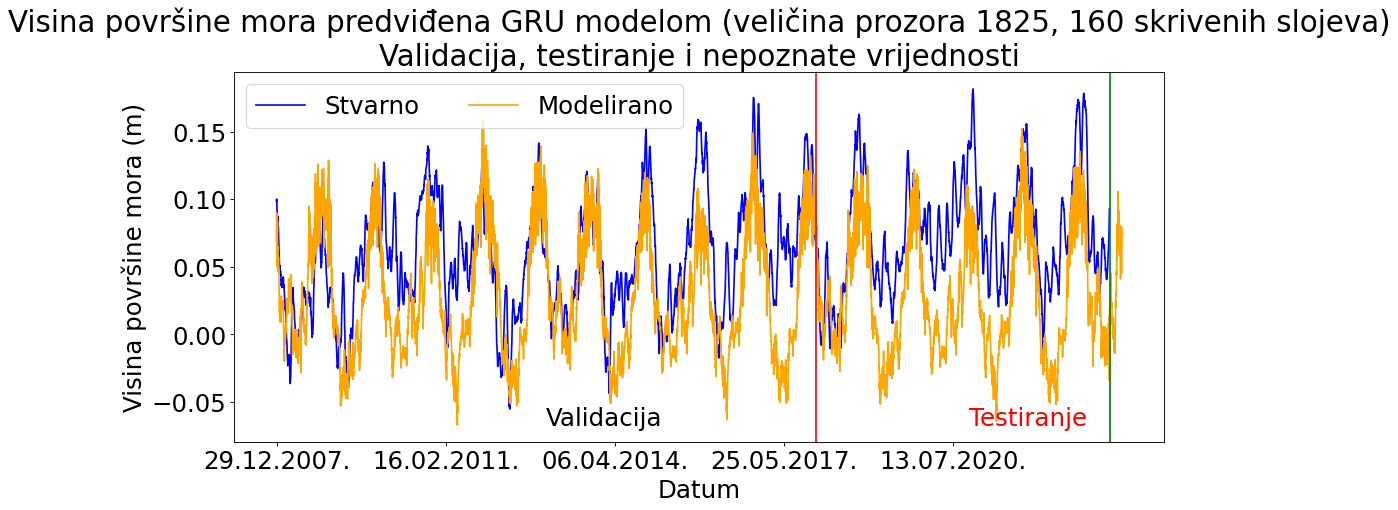 Visina površine mora predviđena GRU modelom (veličina prozora 1825, 160 skrivenih slojeva)
Validacija, testiranje i nepoznate vrijednosti
Stvarno
Modelirano
Visina površine mora (m)
0.15
0.10
0.05
0.00
−0.05
Validacija
Testiranje
29.12.2007.
16.02.2011.
06.04.2014.
25.05.2017.
13.07.2020.
Datum